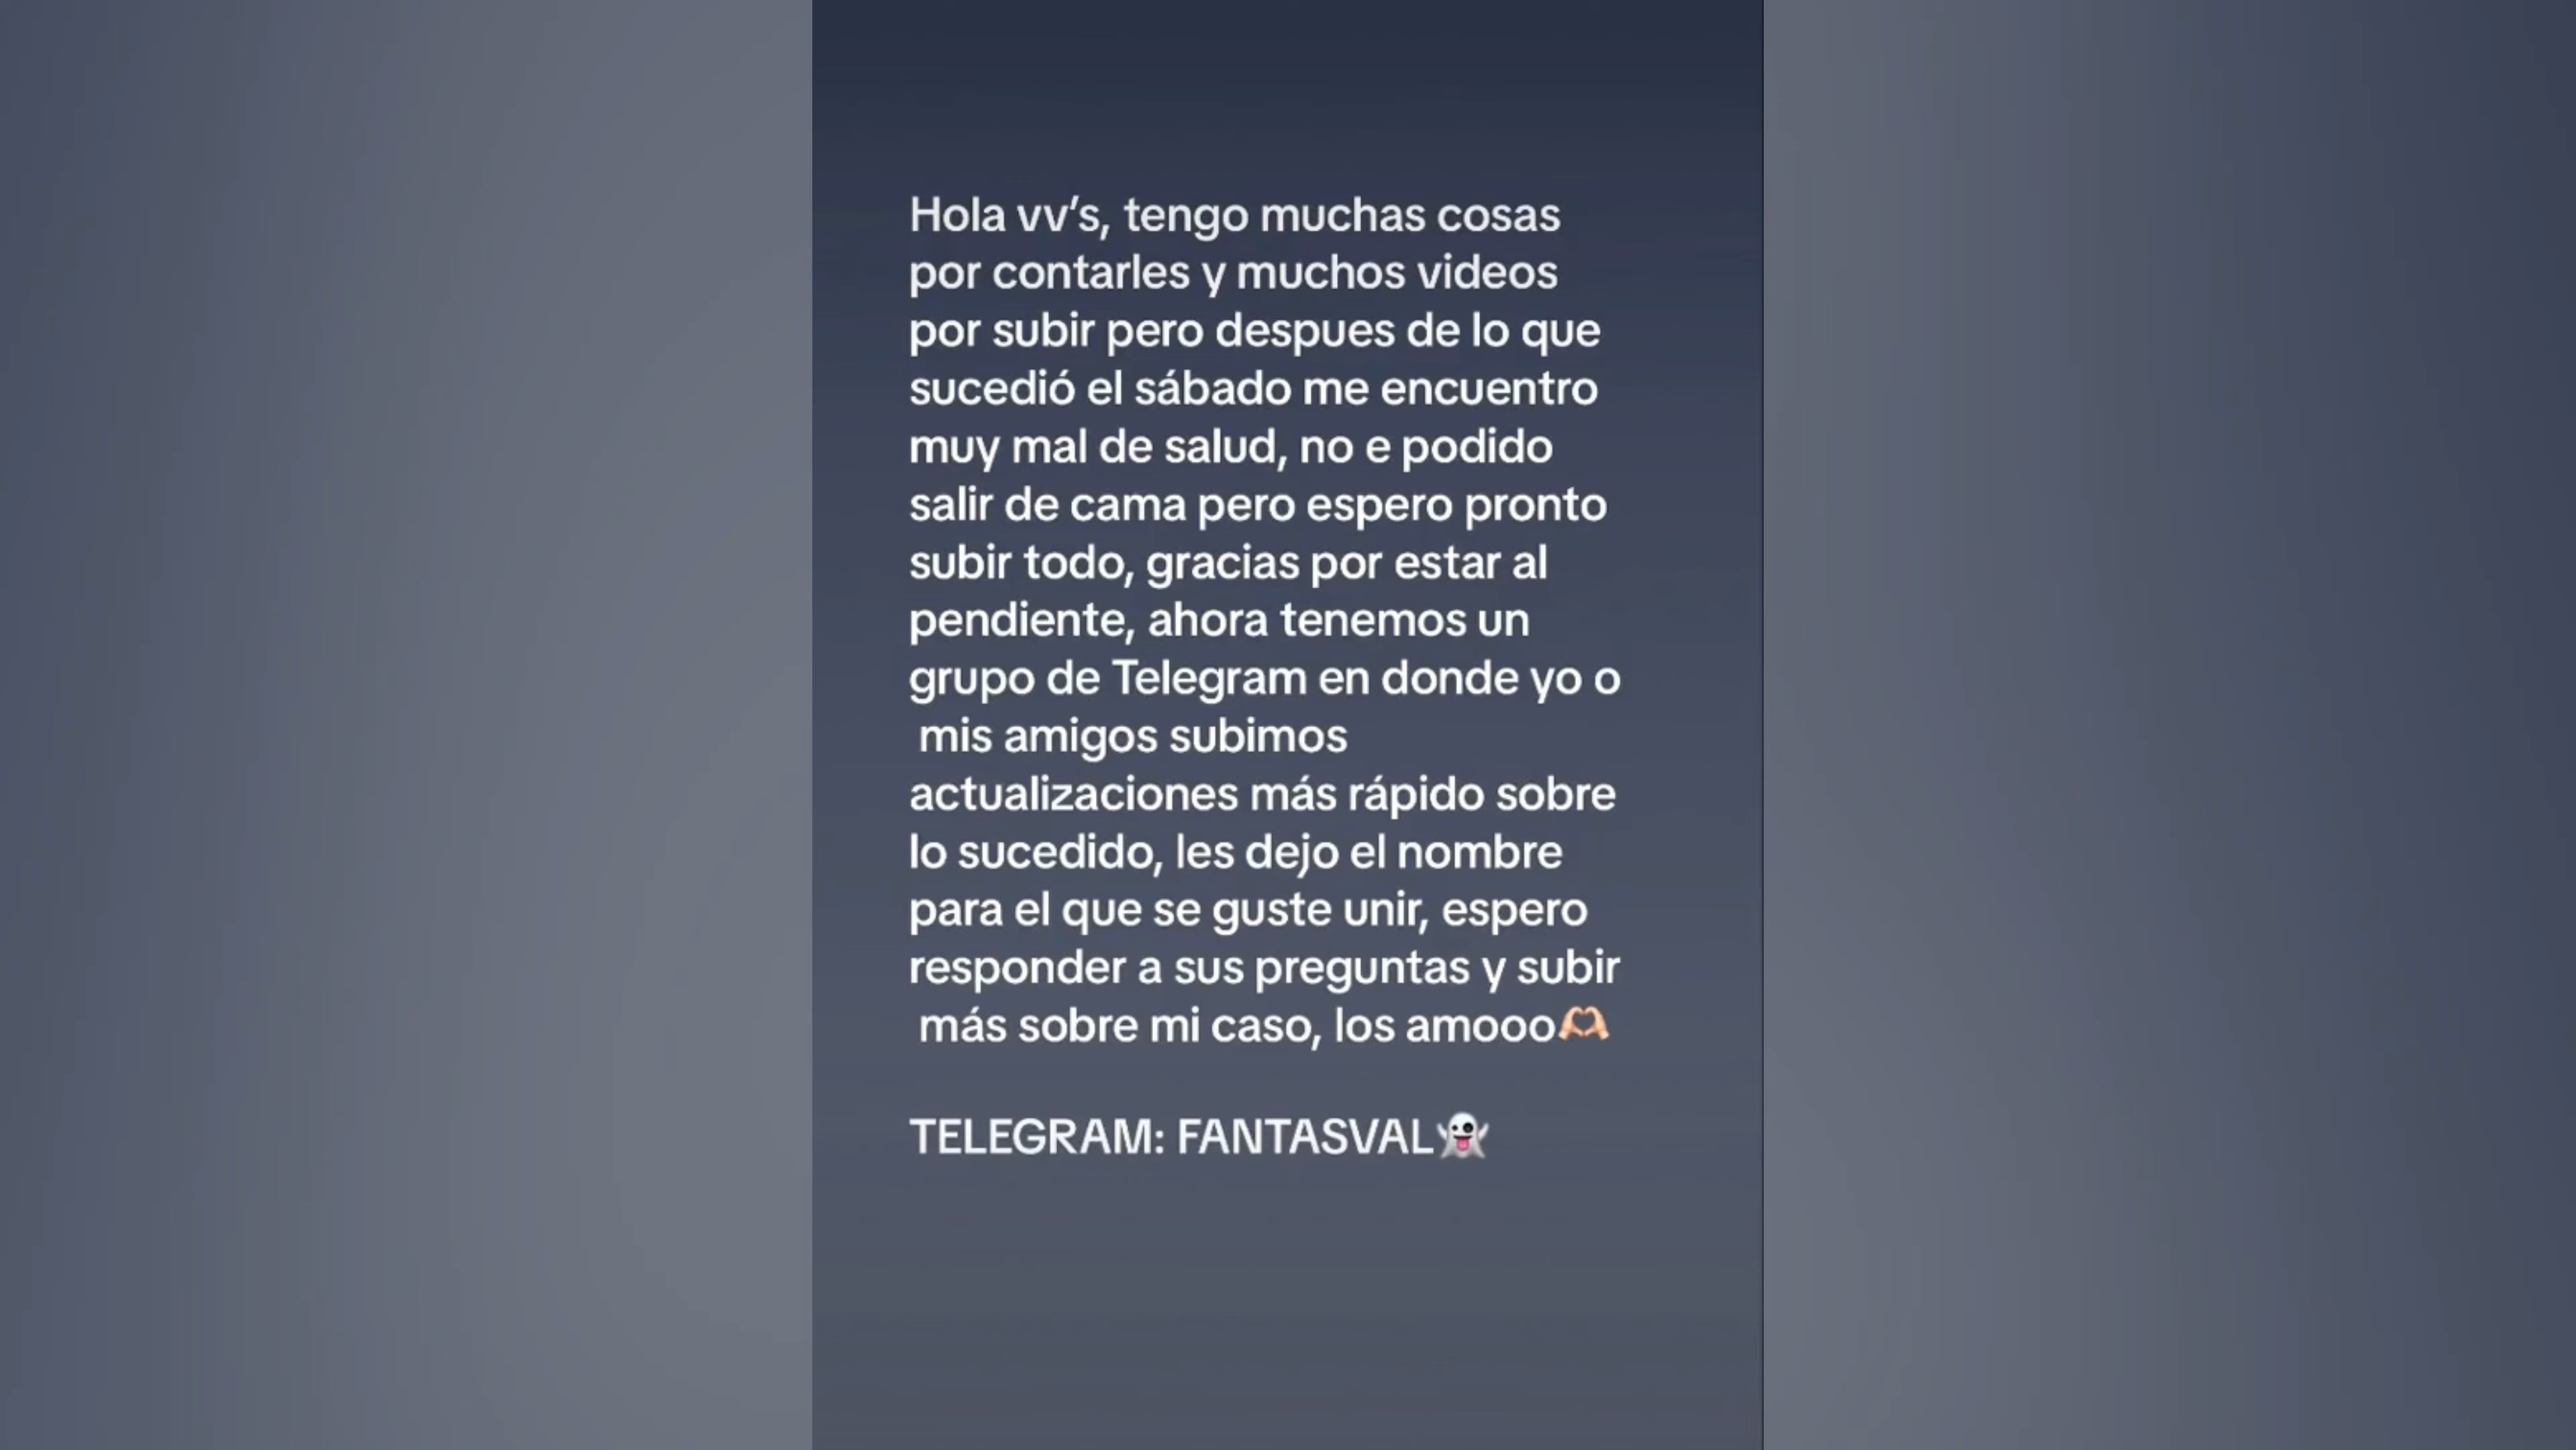 Hola vv’s, tengo muchas cosas
por contarles y muchos videos
por subir pero despues de lo que
sucedió el sábado me encuentro
muy mal de salud, no e podido
salir de cama pero espero pronto
subir todo, gracias por estar al
pendiente, ahora tenemos un
grupo de Telegram en donde yo o
mis amigos subimos
actualizaciones más rápido sobre
lo sucedido, les dejo el nombre
para el que se guste unir, espero
responder a sus preguntas y subir
más sobre mi caso, los amooo🫶🏻
TELEGRAM: FANTASVAL👻